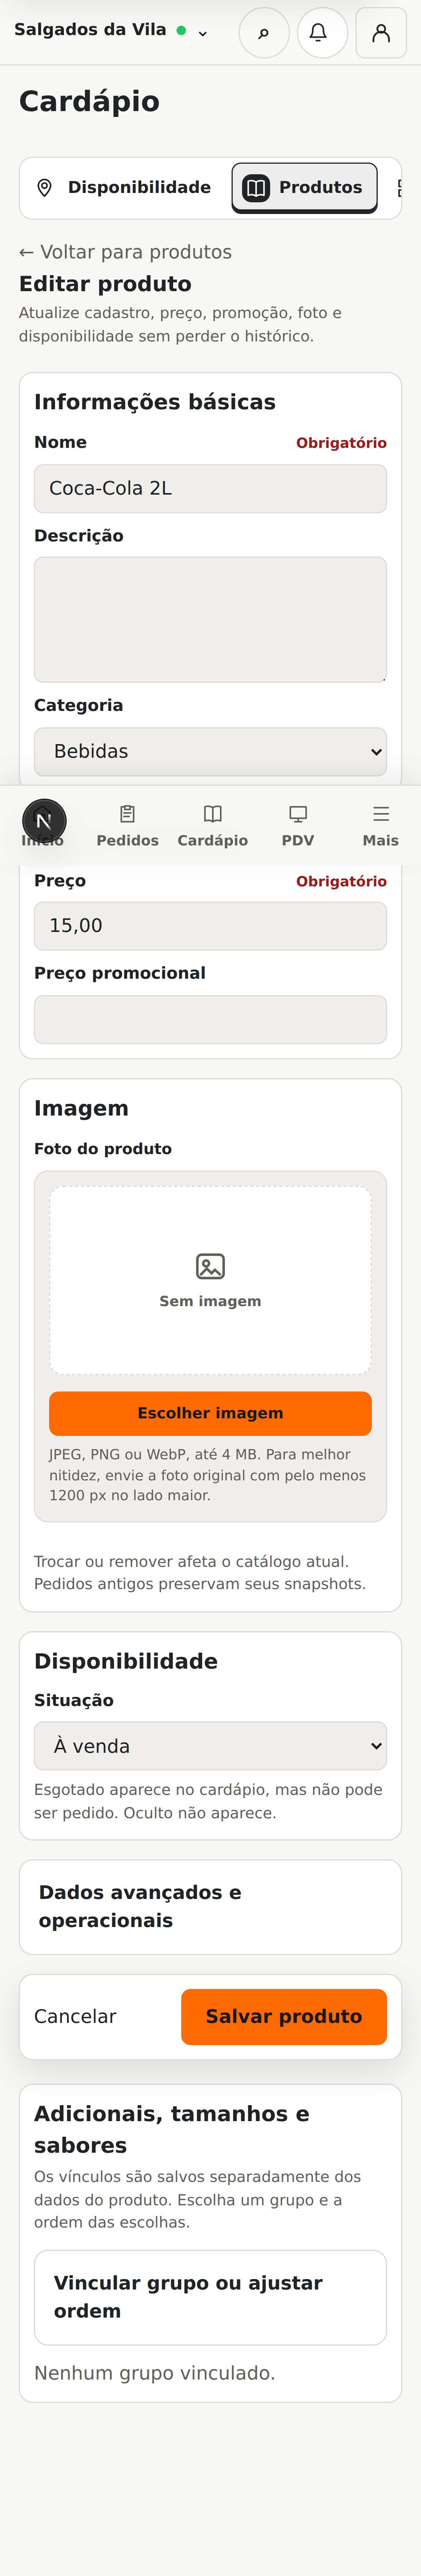 Salgados da Vila
Cardápio
Disponibilidade
Produtos
← Voltar para produtos
Editar produto
Atualize cadastro, preço, promoção, foto e
disponibilidade sem perder o histórico.
Informações básicas
Nome
Obrigatório
Coca-Cola 2L
Descrição
Categoria
Bebidas
N
Início
Pedidos
Cardápio
PDV
Mais
Preço
Obrigatório
15,00
Preço promocional
Imagem
Foto do produto
Sem imagem
Escolher imagem
JPEG, PNG ou WebP, até 4 MB. Para melhor
nitidez, envie a foto original com pelo menos
1200 px no lado maior.
Trocar ou remover afeta o catálogo atual.
Pedidos antigos preservam seus snapshots.
Disponibilidade
Situação
À venda
Esgotado aparece no cardápio, mas não pode
ser pedido. Oculto não aparece.
Dados avançados e
operacionais
Cancelar
Salvar produto
Adicionais, tamanhos e
sabores
Os vínculos são salvos separadamente dos
dados do produto. Escolha um grupo e a
ordem das escolhas.
Vincular grupo ou ajustar
ordem
Nenhum grupo vinculado.